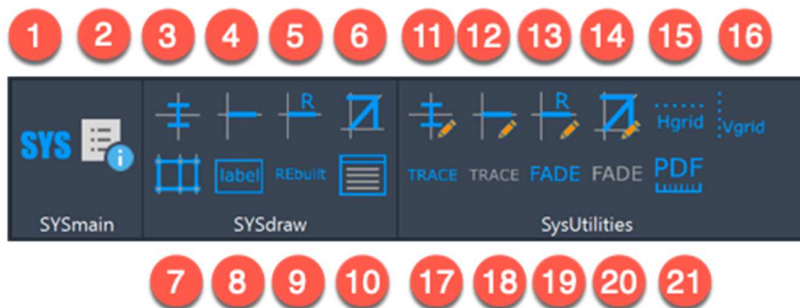 1 2 3 4 5 6 11 12 13 14 15 16
R R
SYS i Hgrid Vgrid
label REbuilt TRACE TRACE FADE FADE PDF
SYSmain SYSdraw SysUtilities
7 8 9 10 17 18 19 20 21